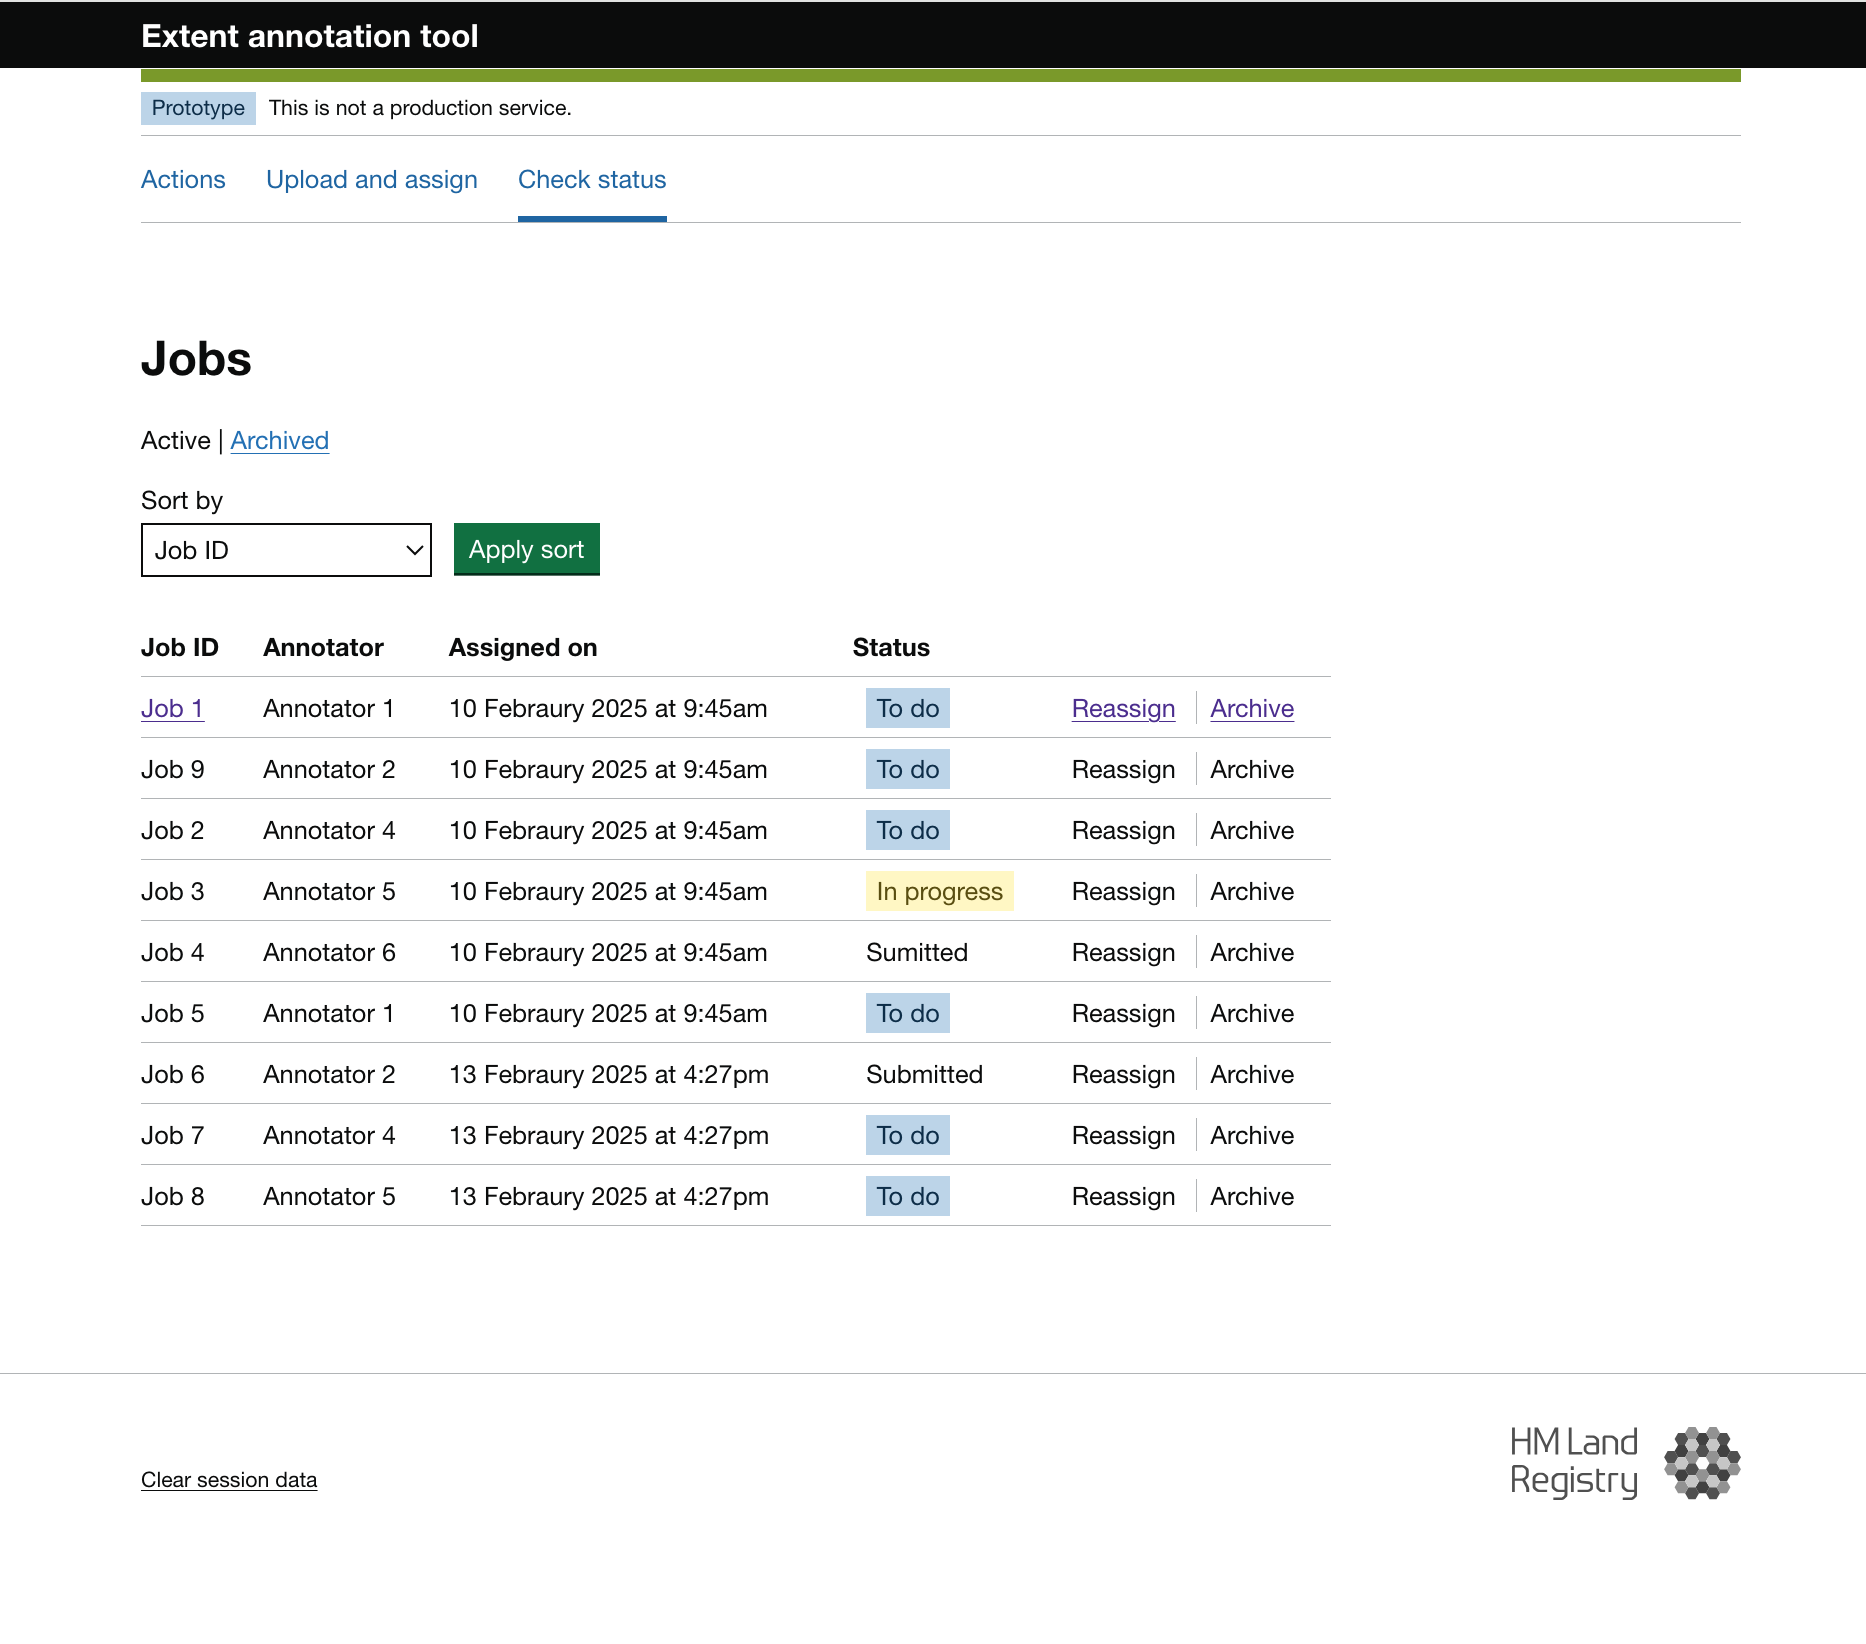 Extent annotation tool
Prototype This is not a production service.
Actions Upload and assign Check status
Jobs
Active | Archived
Sort by
Job ID Apply sort
Job ID Annotator Assigned on Status
Job 1 Annotator 1 10 Febraury 2025 at 9:45am To do Reassign Archive
Job 9 Annotator 2 10 Febraury 2025 at 9:45am To do Reassign Archive
Job 2 Annotator 4 10 Febraury 2025 at 9:45am To do Reassign Archive
Job 3 Annotator 5 10 Febraury 2025 at 9:45am In progress Reassign Archive
Job 4 Annotator 6 10 Febraury 2025 at 9:45am Sumitted Reassign Archive
Job 5 Annotator 1 10 Febraury 2025 at 9:45am To do Reassign Archive
Job 6 Annotator 2 13 Febraury 2025 at 4:27pm Submitted Reassign Archive
Job 7 Annotator 4 13 Febraury 2025 at 4:27pm To do Reassign Archive
Job 8 Annotator 5 13 Febraury 2025 at 4:27pm To do Reassign Archive
Clear session data
HM Land
Registry